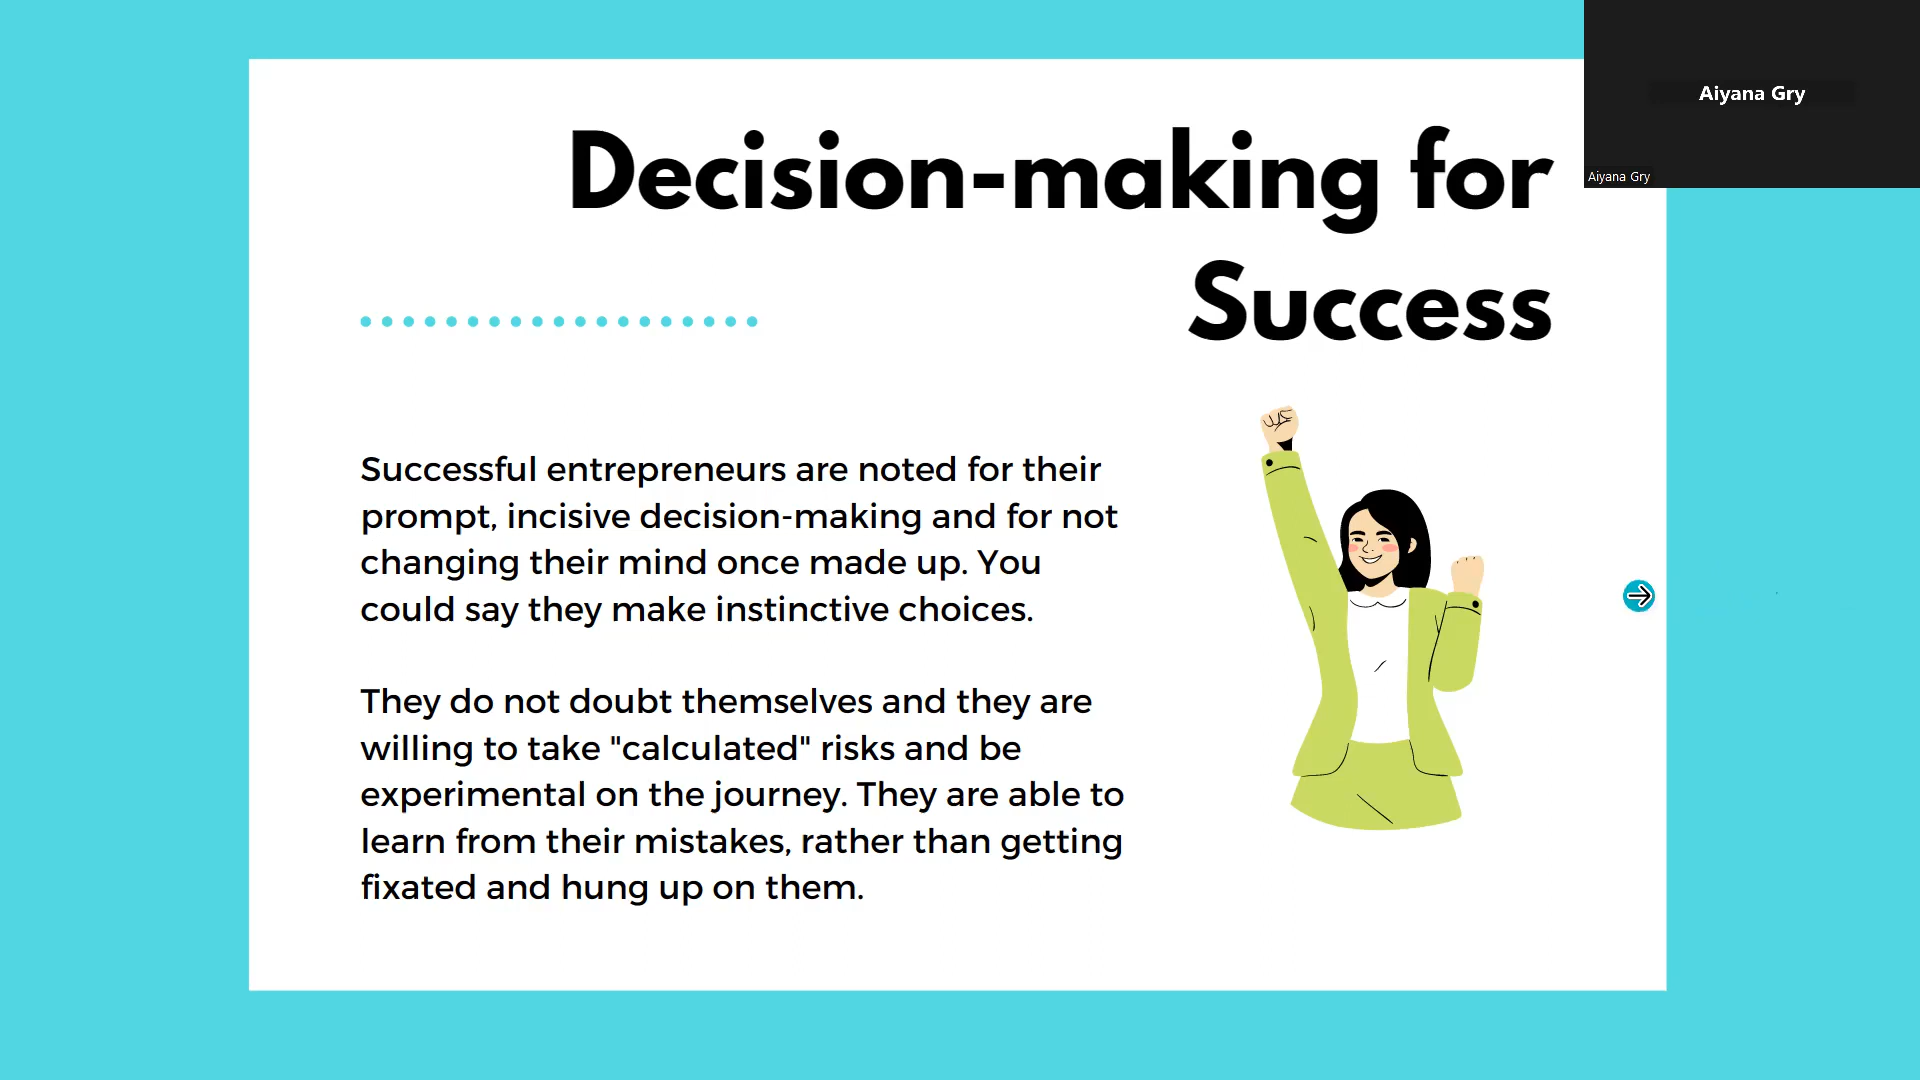 Aiyana Gry
Aiyana Gry
Decision-making for
Success
Successful entrepreneurs are noted for their
prompt, incisive decision-making and for not
changing their mind once made up. You
could say they make instinctive choices.
They do not doubt themselves and they are
willing to take "calculated" risks and be
experimental on the journey. They are able to
learn from their mistakes, rather than getting
fixated and hung up on them.